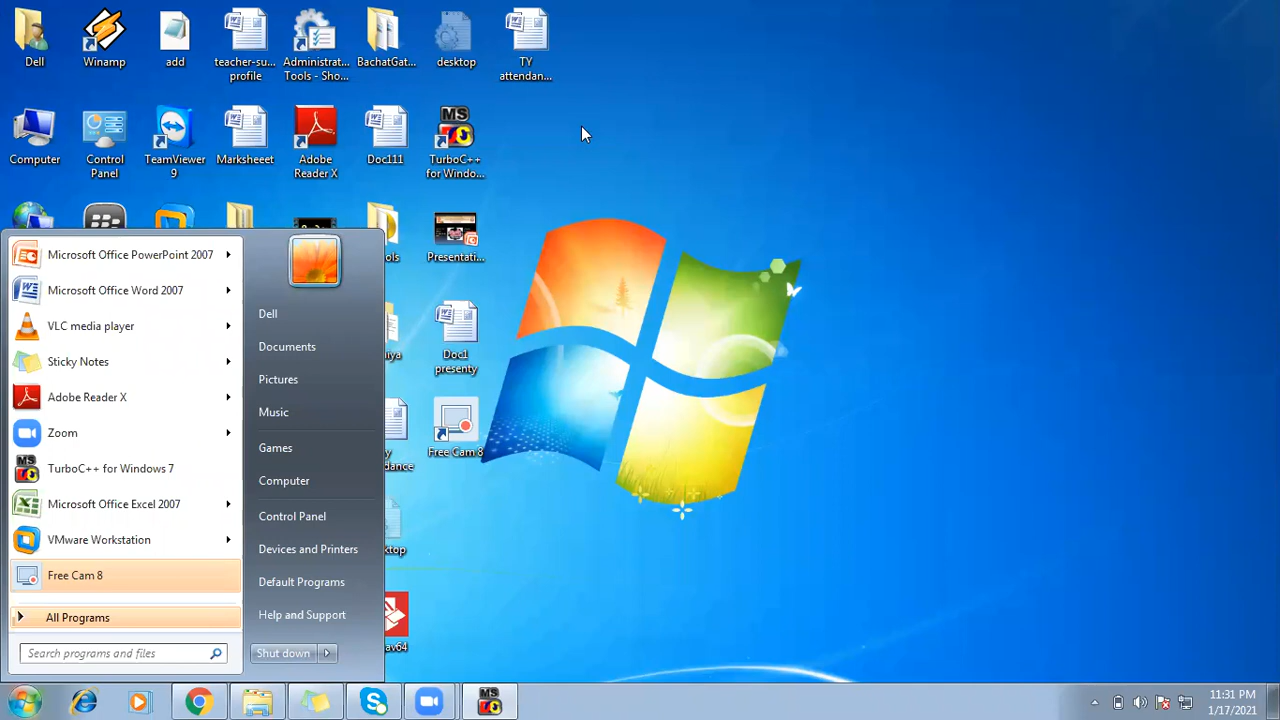 Dell
Winamp
add
teacher-su...
profile
Administrat...
Tools - Sho...
BachatGat...
desktop
TY
attendan...
Computer
Control
Panel
TeamViewer
9
Marksheeet
Adobe
Reader X
Doc111
MS
TurboC++
for Windo...
Presentati...
Doc1
presenty
Free Cam 8
Microsoft Office PowerPoint 2007
Microsoft Office Word 2007
VLC media player
Sticky Notes
Adobe Reader X
Zoom
MS
TurboC++ for Windows 7
Microsoft Office Excel 2007
VMware Workstation
Free Cam 8
All Programs
Search programs and files
Dell
Documents
Pictures
Music
Games
Computer
Control Panel
Devices and Printers
Default Programs
Help and Support
Shut down
MS
11:31 PM
1/17/2021